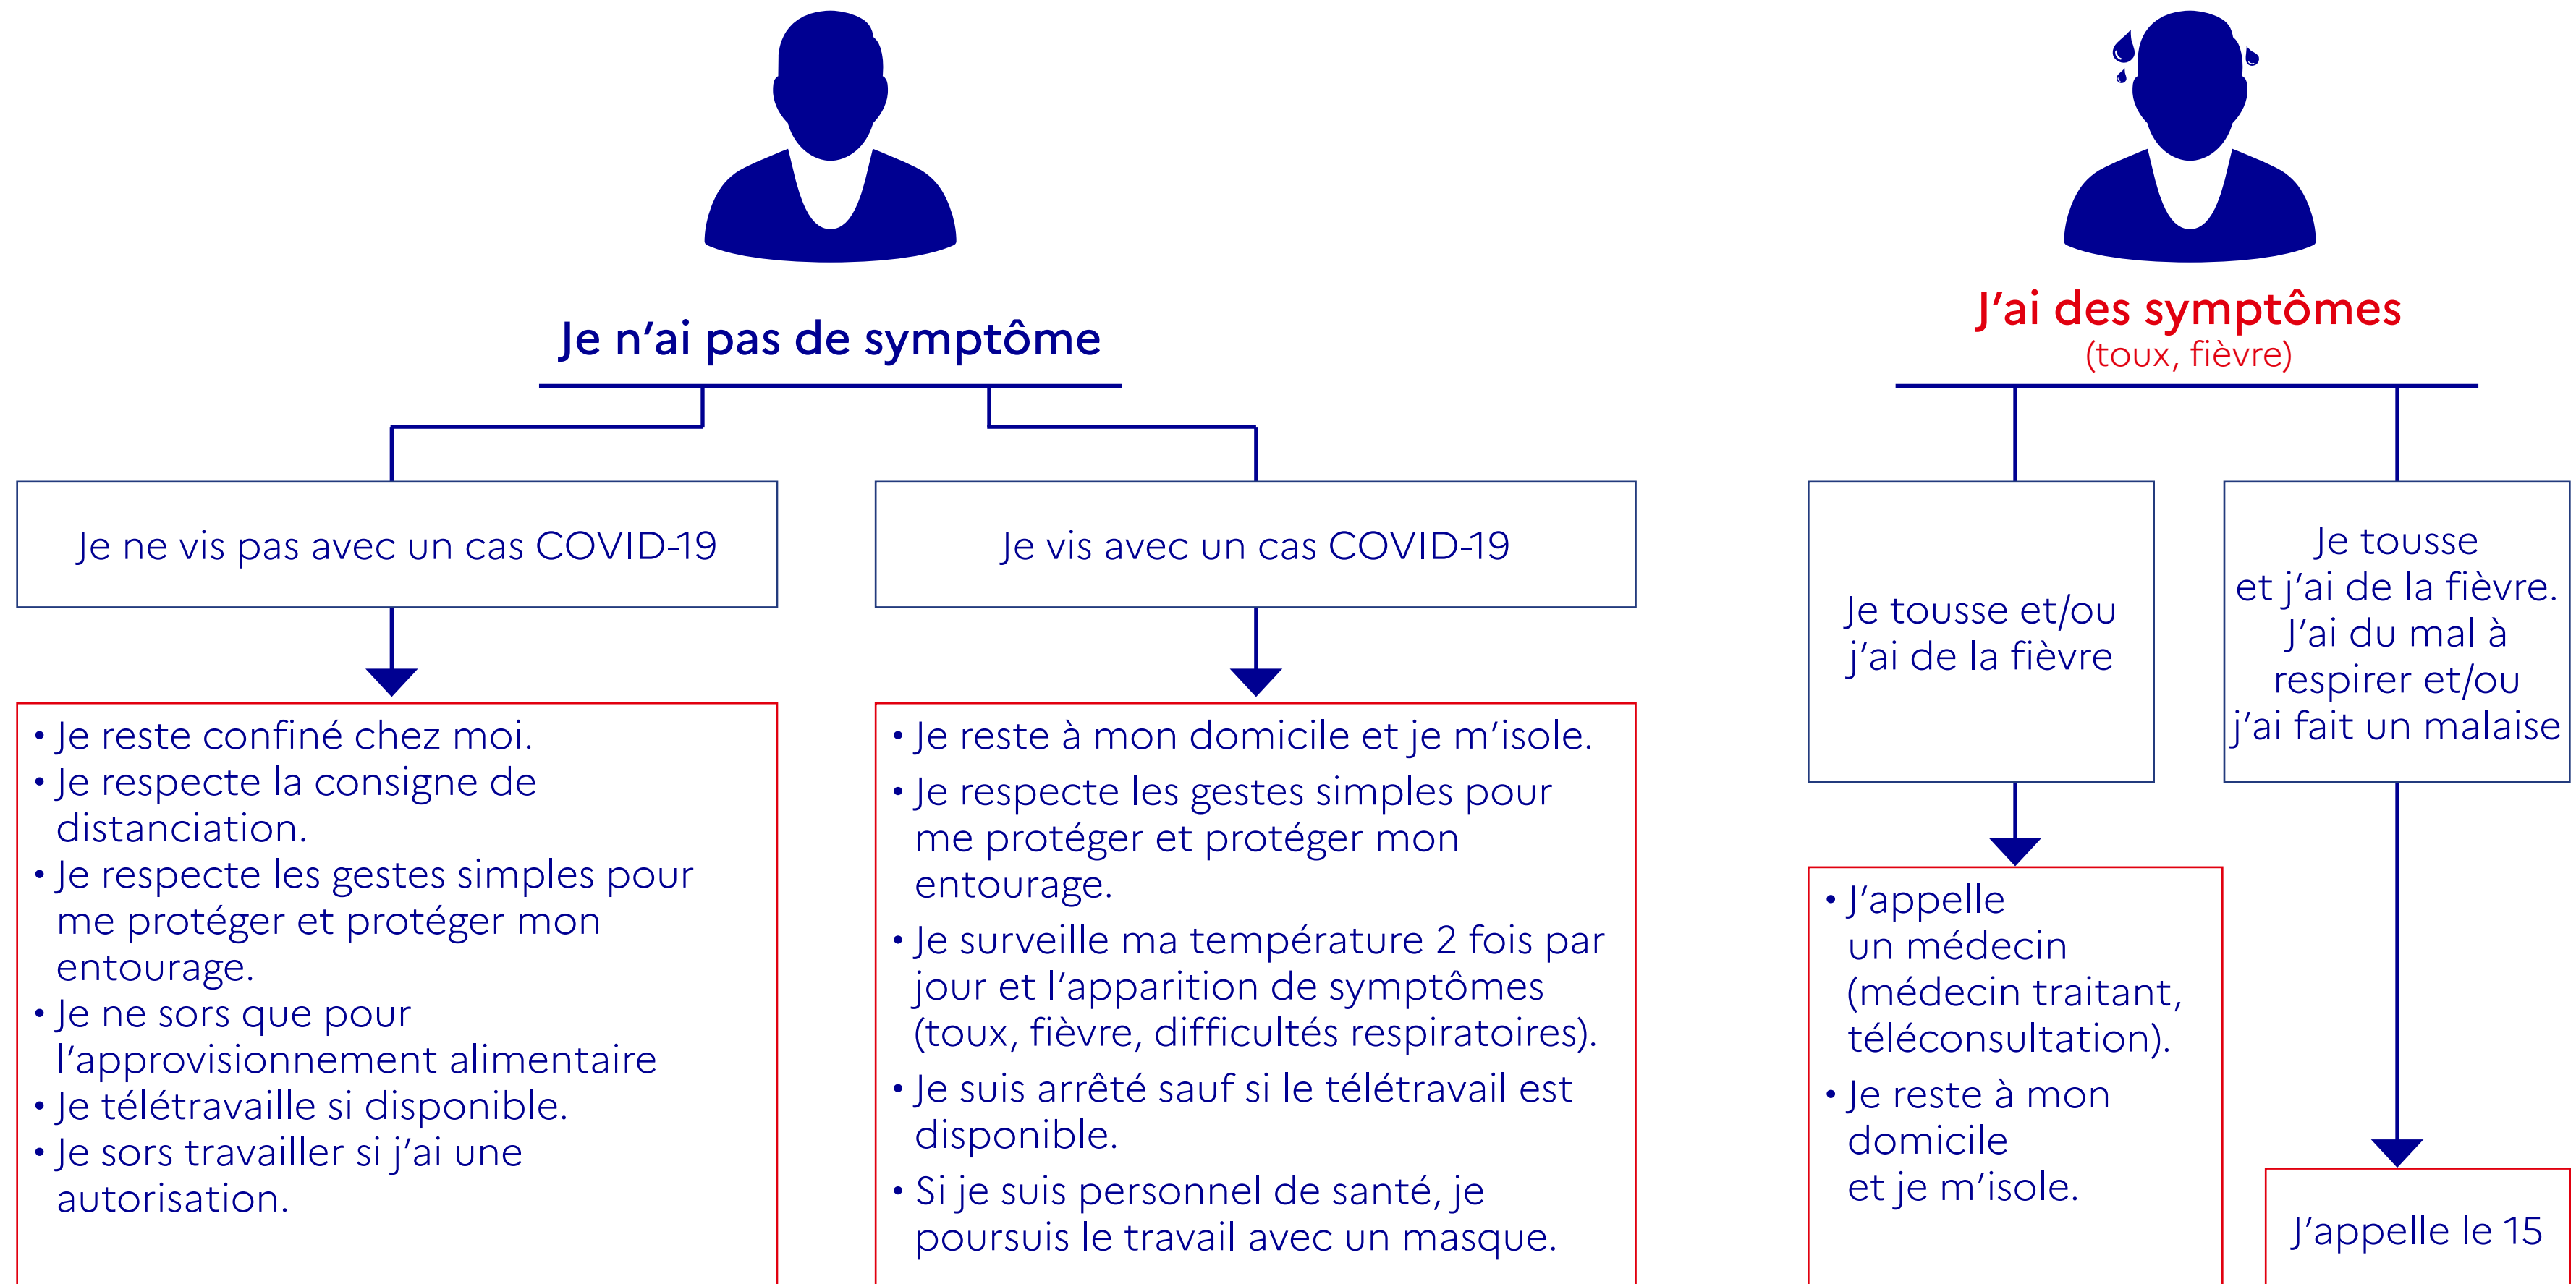 Je n’ai pas de symptôme
Je ne vis pas avec un cas COVID-19
• Je reste confiné chez moi.
• Je respecte la consigne de
distanciation.
• Je respecte les gestes simples pour
me protéger et protéger mon
entourage.
• Je ne sors que pour
l’approvisionnement alimentaire
• Je télétravaille si disponible.
• Je sors travailler si j’ai une
autorisation.
Je vis avec un cas COVID-19
• Je reste à mon domicile et je m’isole.
• Je respecte les gestes simples pour
me protéger et protéger mon
entourage.
• Je surveille ma température 2 fois par
jour et l’apparition de symptômes
(toux, fièvre, difficultés respiratoires).
• Je suis arrêté sauf si le télétravail est
disponible.
• Si je suis personnel de santé, je
poursuis le travail avec un masque.
J’ai des symptômes
(toux, fièvre)
Je tousse et/ou
j’ai de la fièvre
• J’appelle
un médecin
(médecin traitant,
téléconsultation).
• Je reste à mon
domicile
et je m’isole.
Je tousse
et j’ai de la fièvre.
J’ai du mal à
respirer et/ou
j’ai fait un malaise
J’appelle le 15